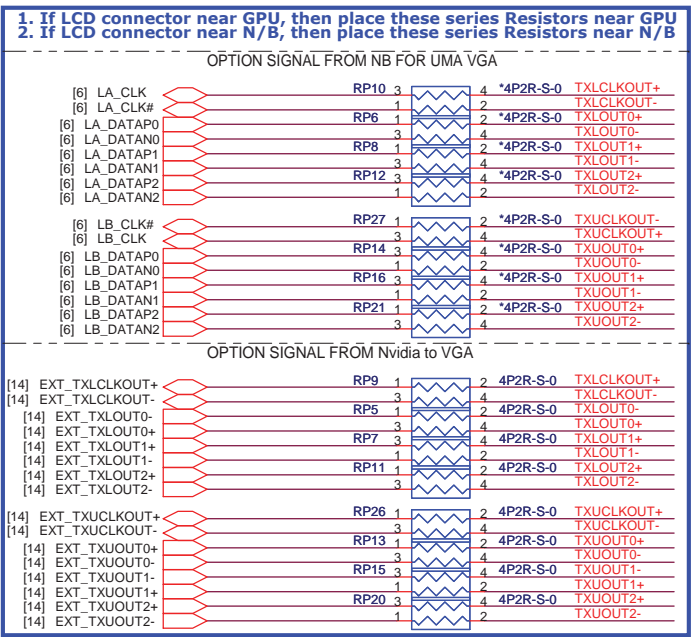 1. If LCD connector near GPU, then place these series Resistors near GPU
2. If LCD connector near N/B, then place these series Resistors near N/B
OPTION SIGNAL FROM NB FOR UMA VGA
[6] LA_CLK RP10 3 4 *4P2R-S-0 TXLCLKOUT+
[6] LA_CLK# 1 2 TXLCLKOUT-
[6] LA_DATAP0 RP6 1 2 *4P2R-S-0 TXLOUT0+
[6] LA_DATAN0 3 4 TXLOUT0-
[6] LA_DATAP1 RP8 1 2 *4P2R-S-0 TXLOUT1+
[6] LA_DATAN1 3 4 TXLOUT1-
[6] LA_DATAP2 RP12 3 4 *4P2R-S-0 TXLOUT2+
[6] LA_DATAN2 1 2 TXLOUT2-
[6] LB_CLK# RP27 1 2 *4P2R-S-0 TXUCLKOUT-
[6] LB_CLK 3 4 TXUCLKOUT+
[6] LB_DATAP0 RP14 3 4 *4P2R-S-0 TXUOUT0+
[6] LB_DATAN0 1 2 TXUOUT0-
[6] LB_DATAP1 RP16 3 4 *4P2R-S-0 TXUOUT1+
[6] LB_DATAN1 1 2 TXUOUT1-
[6] LB_DATAP2 RP21 1 2 *4P2R-S-0 TXUOUT2+
[6] LB_DATAN2 3 4 TXUOUT2-
OPTION SIGNAL FROM Nvidia to VGA
[14] EXT_TXLCLKOUT+ RP9 1 2 4P2R-S-0 TXLCLKOUT+
[14] EXT_TXLCLKOUT- 3 4 TXLCLKOUT-
[14] EXT_TXLOUT0- RP5 1 2 4P2R-S-0 TXLOUT0-
[14] EXT_TXLOUT0+ 3 4 TXLOUT0+
[14] EXT_TXLOUT1+ RP7 3 4 4P2R-S-0 TXLOUT1+
[14] EXT_TXLOUT1- 1 2 TXLOUT1-
[14] EXT_TXLOUT2+ RP11 1 2 4P2R-S-0 TXLOUT2+
[14] EXT_TXLOUT2- 3 4 TXLOUT2-
[14] EXT_TXUCLKOUT+ RP26 1 2 4P2R-S-0 TXUCLKOUT+
[14] EXT_TXUCLKOUT- 3 4 TXUCLKOUT-
[14] EXT_TXUOUT0+ RP13 1 2 4P2R-S-0 TXUOUT0+
[14] EXT_TXUOUT0- 3 4 TXUOUT0-
[14] EXT_TXUOUT1- RP15 3 4 4P2R-S-0 TXUOUT1-
[14] EXT_TXUOUT1+ 1 2 TXUOUT1+
[14] EXT_TXUOUT2+ RP20 3 4 4P2R-S-0 TXUOUT2+
[14] EXT_TXUOUT2- 1 2 TXUOUT2-